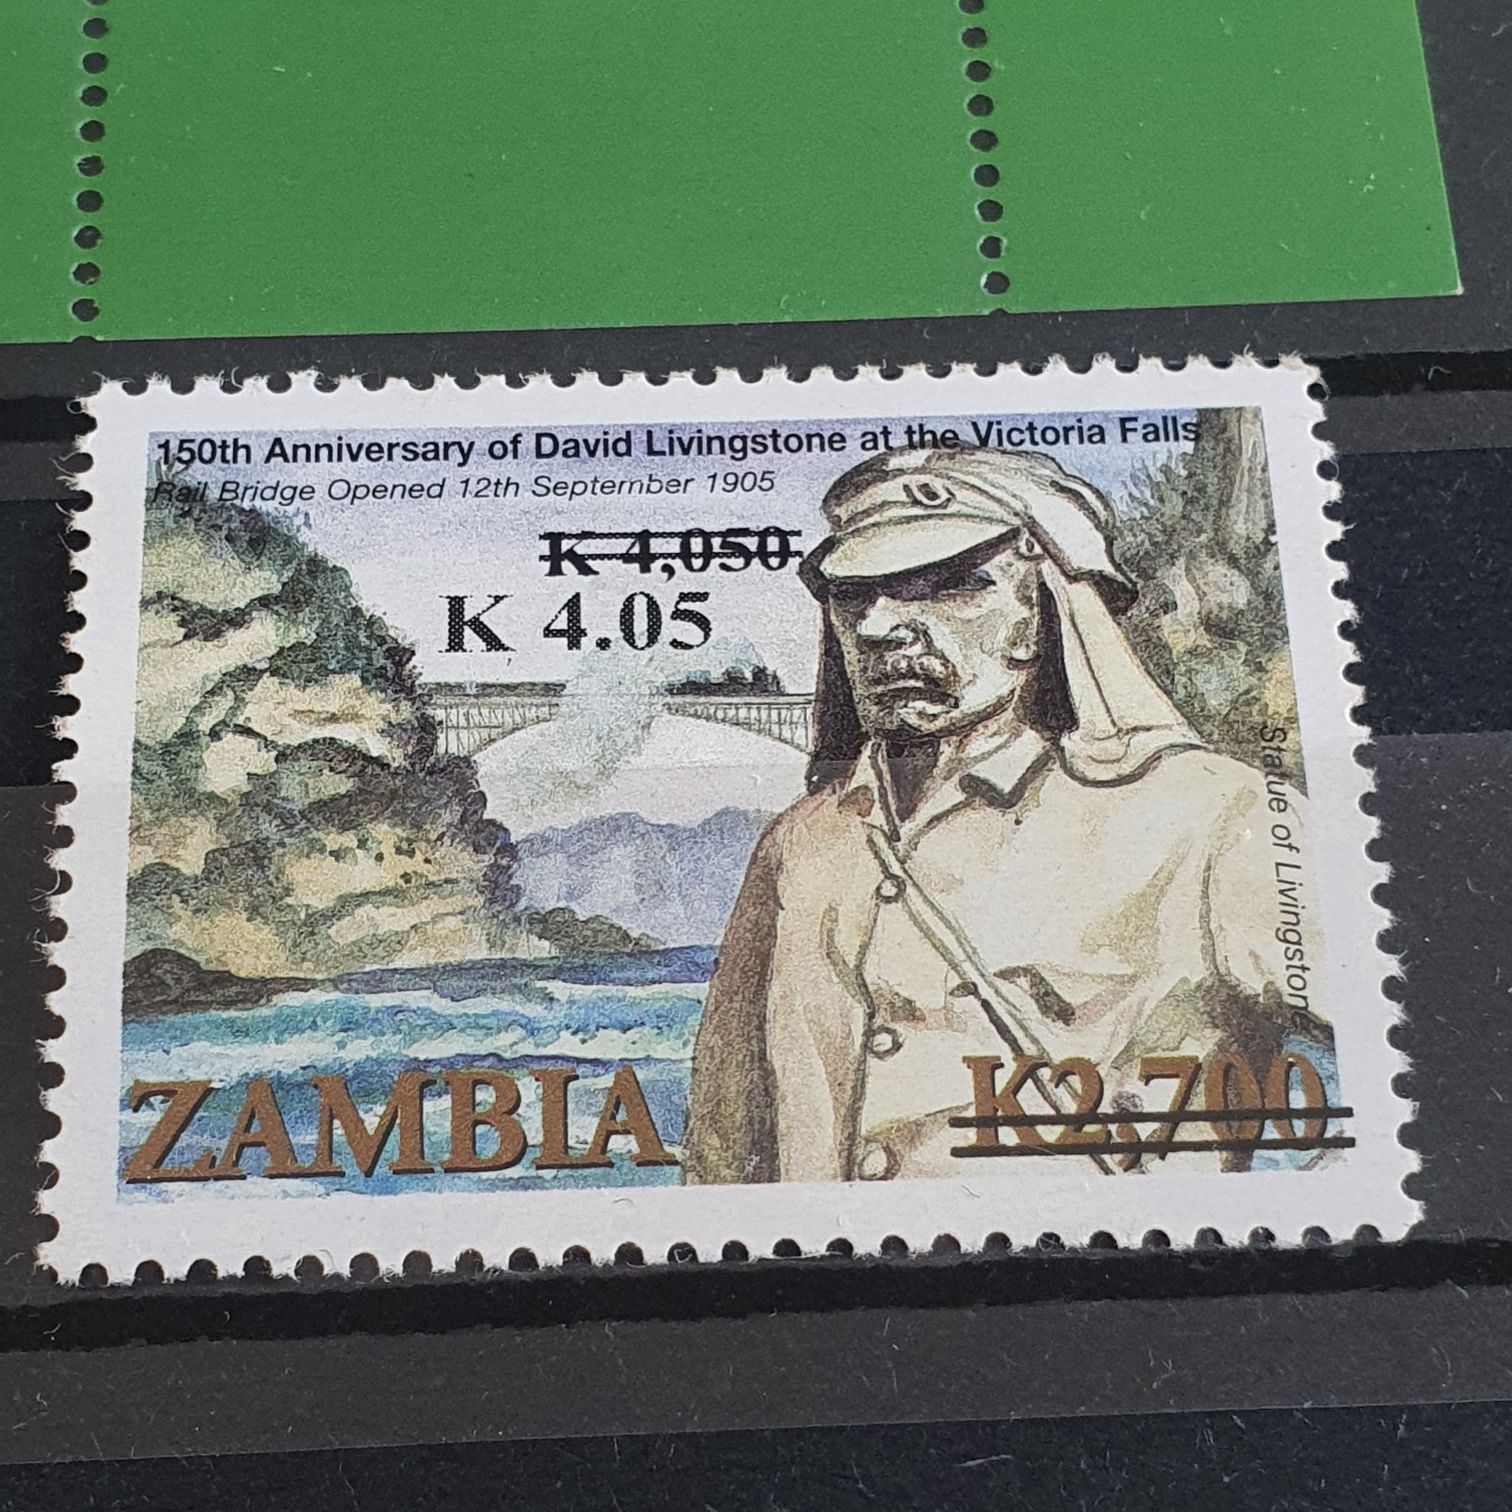 150th Anniversary of David Livingstone at the Victoria Falls
Rail Bridge Opened 12th September 1905
K 4,050
K 4.05
Statue of Livingstone
ZAMBIA
K2,700